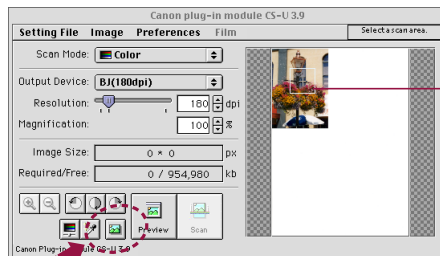 Canon plug-in module CS-U 3.9
Setting File Image Preferences Film
Select a scan area.
Scan Mode: Color
Output Device: BJ(180dpi)
Resolution: 180 dpi
Magnification: 100 %
Image Size: 0 * 0 px
Required/Free: 0 / 954,980 kb
Preview Scan
Canon Plug-in Module CS-U 3.9